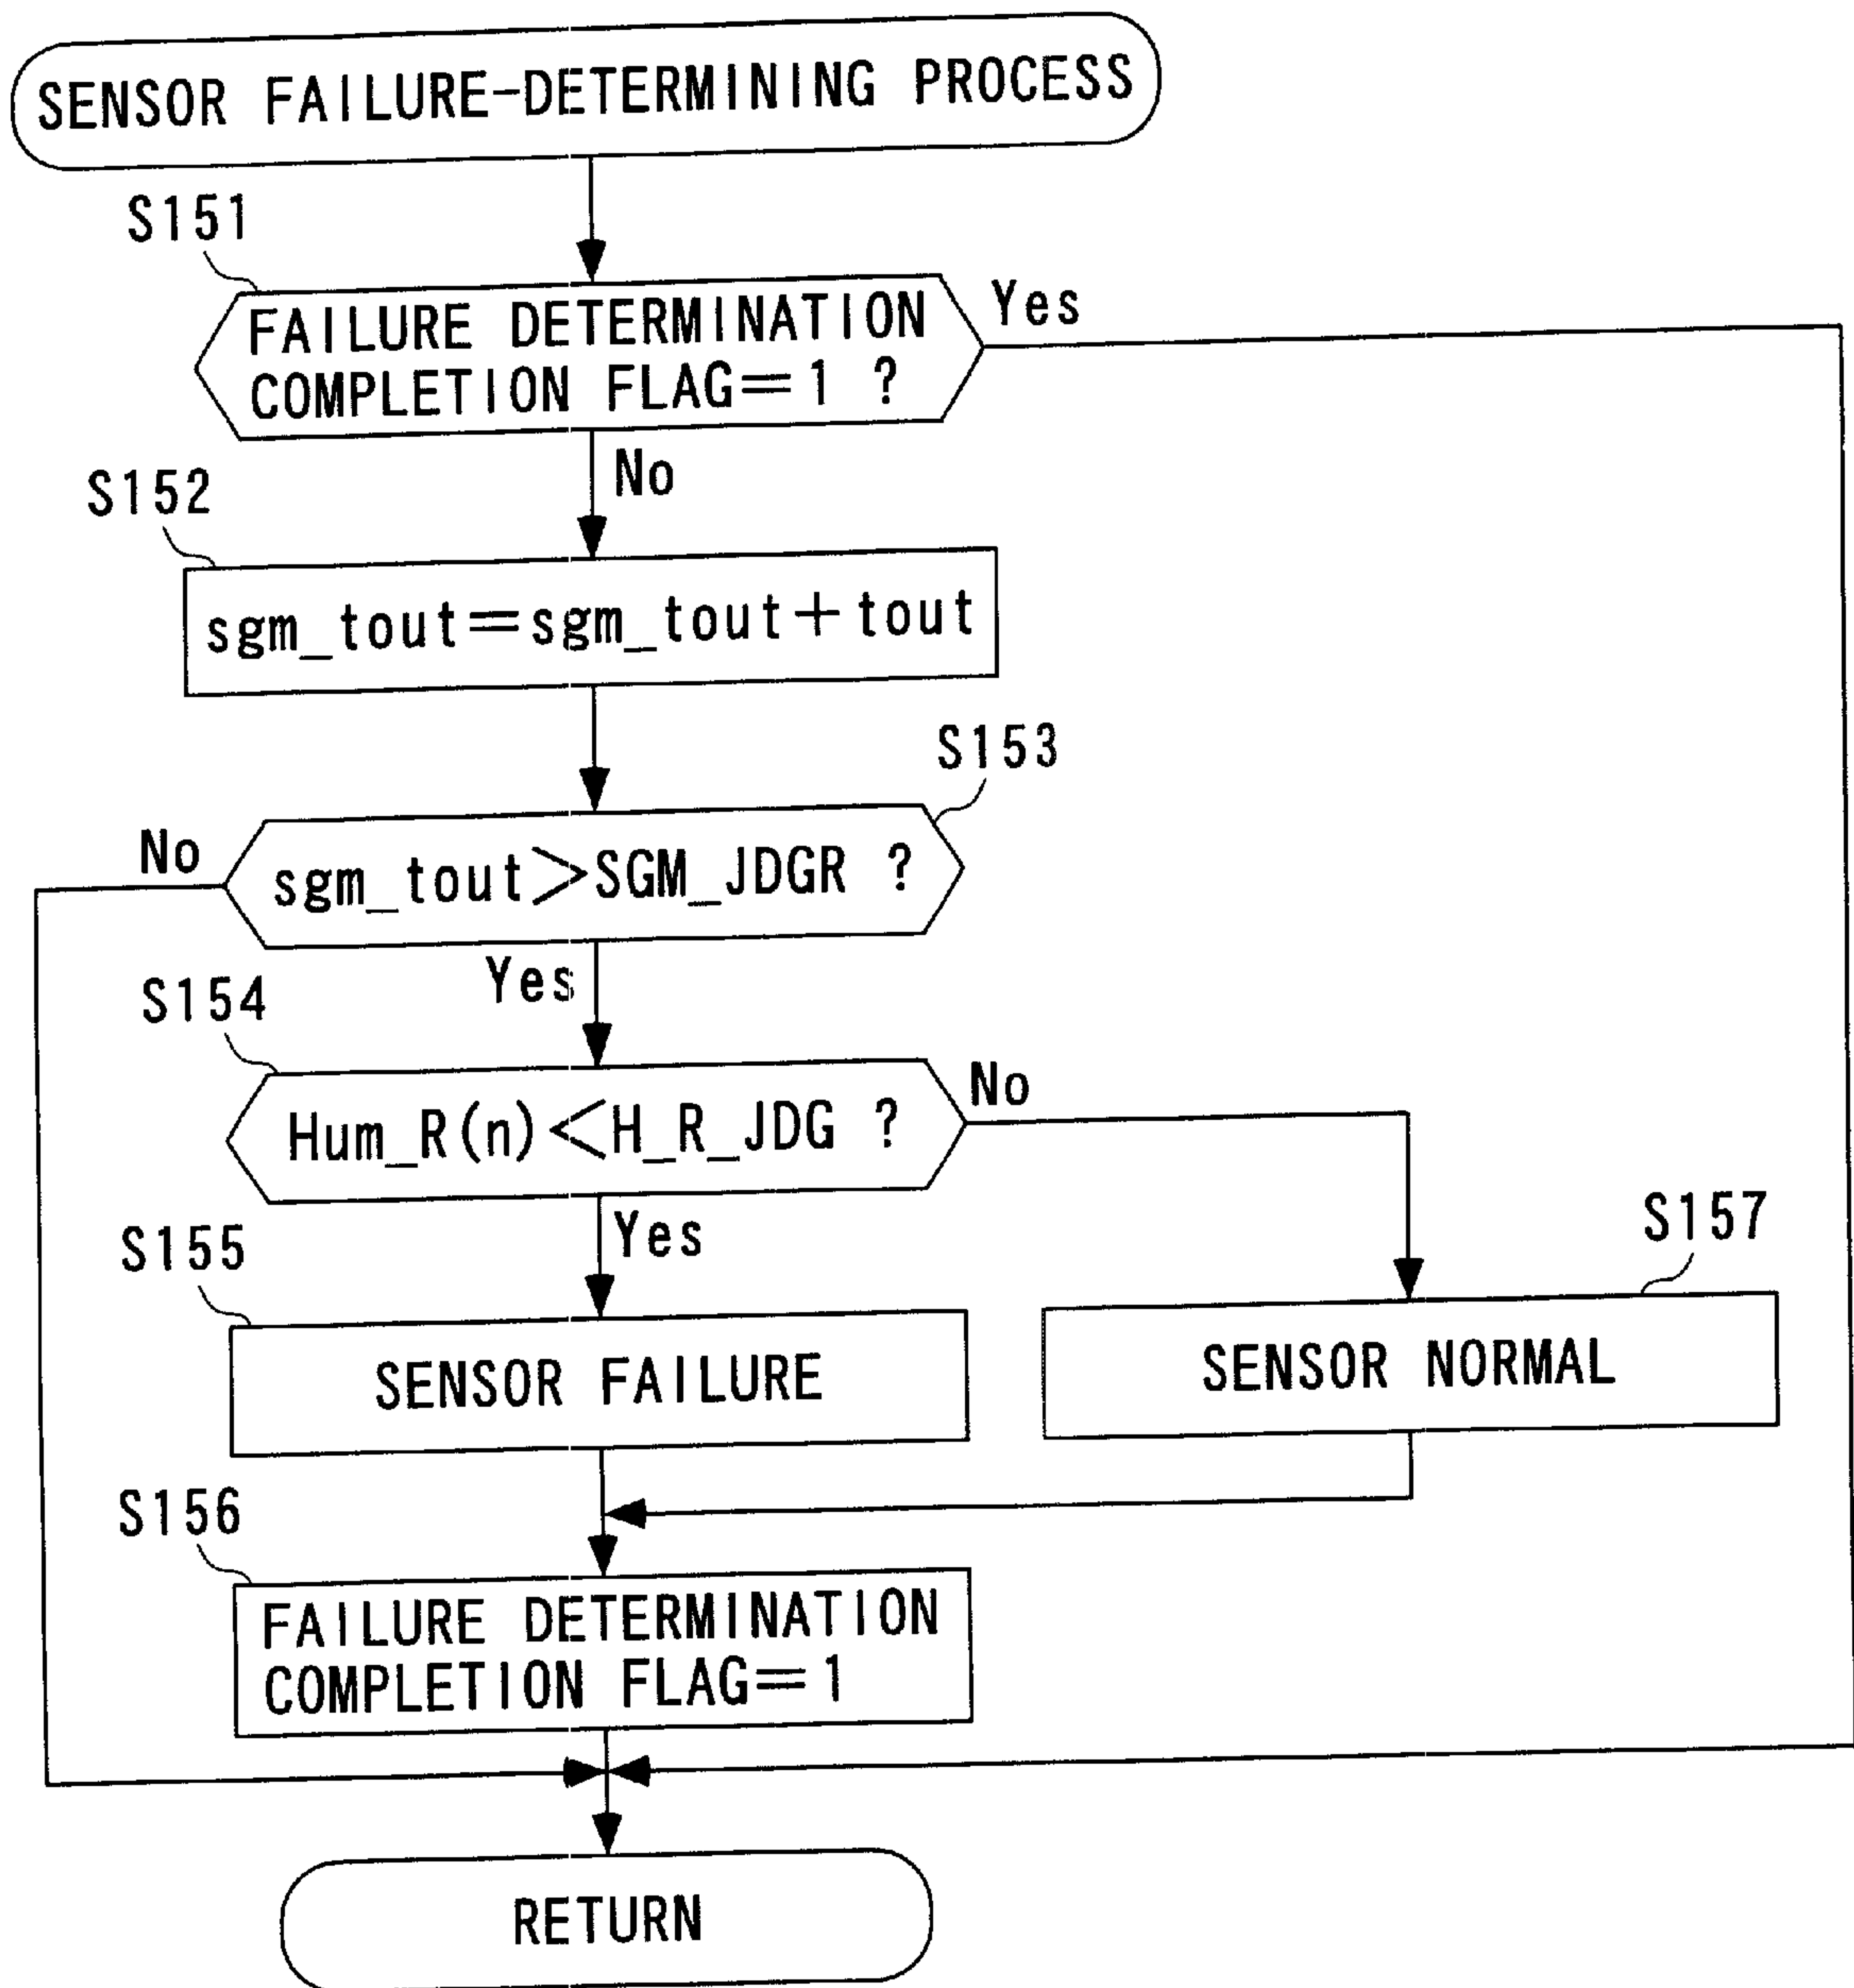 SENSOR FAILURE-DETERMINING PROCESS
S151
FAILURE DETERMINATION
COMPLETION FLAG=1 ?
Yes
No
S152
sgm_tout=sgm_tout+tout
S153
No
sgm_tout>SGM_JDGR ?
Yes
S154
Hum_R(n)<H_R_JDG ?
No
Yes
S155
SENSOR FAILURE
S157
SENSOR NORMAL
S156
FAILURE DETERMINATION
COMPLETION FLAG=1
RETURN